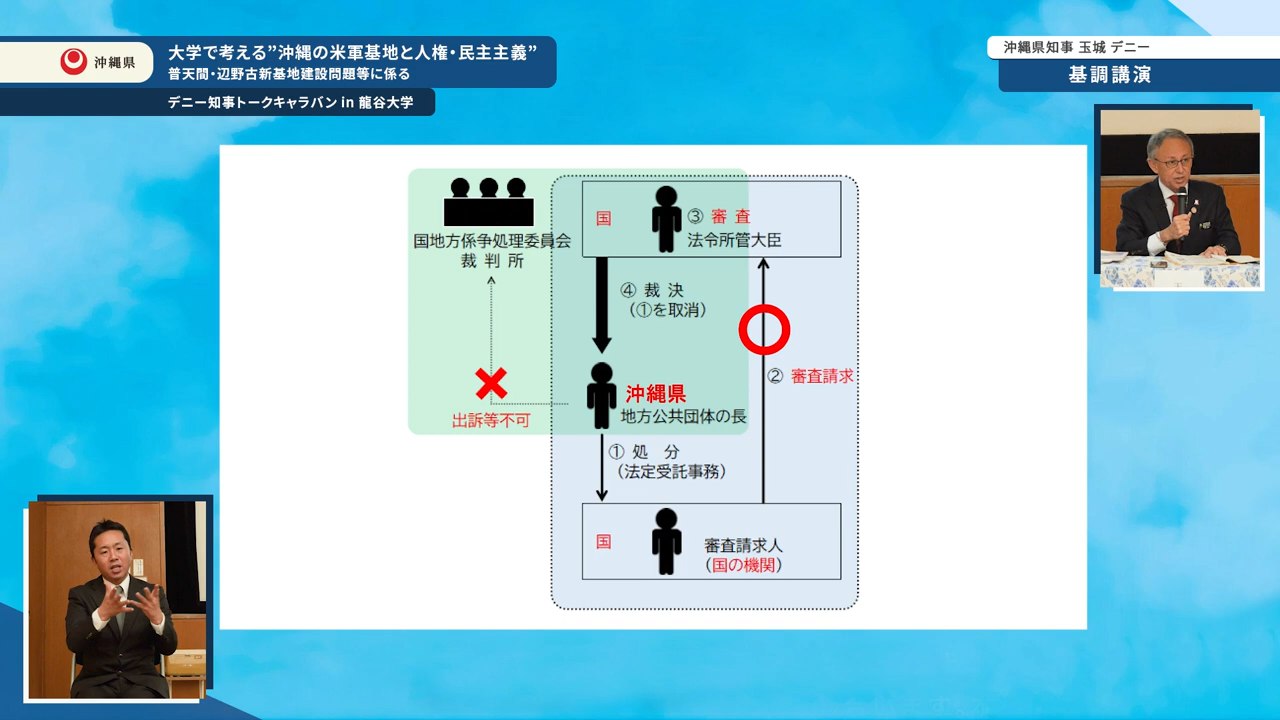 沖縄県
大学で考える”沖縄の米軍基地と人権・民主主義”
普天間・辺野古新基地建設問題等に係る
デニー知事トークキャラバン in 龍谷大学
沖縄県知事 玉城 デニー
基調講演
国地方係争処理委員会
裁 判 所
国
③ 審 査
法令所管大臣
④ 裁 決
（①を取消）
② 審査請求
出訴等不可
沖縄県
地方公共団体の長
① 処 分
（法定受託事務）
国
審査請求人
（国の機関）